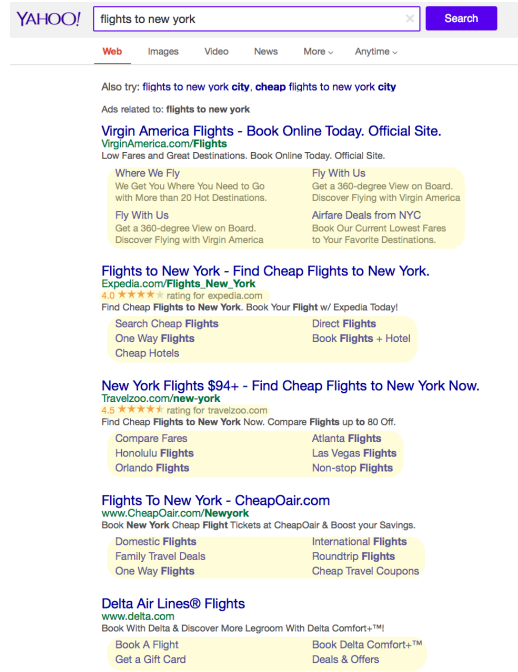 YAHOO!
flights to new york
Search
Web Images Video News More Anytime
Also try: flights to new york city, cheap flights to new york city
Ads related to: flights to new york
Virgin America Flights - Book Online Today. Official Site.
VirginAmerica.com/Flights
Low Fares and Great Destinations. Book Online Today. Official Site.
Where We Fly
We Get You Where You Need to Go
with More than 20 Hot Destinations.
Fly With Us
Get a 360-degree View on Board.
Discover Flying with Virgin America
Fly With Us
Get a 360-degree View on Board.
Discover Flying with Virgin America
Airfare Deals from NYC
Book Our Current Lowest Fares
to Your Favorite Destinations.
Flights to New York - Find Cheap Flights to New York.
Expedia.com/Flights_New_York
4.0 ★★★★★ rating for expedia.com
Find Cheap Flights to New York. Book Your Flight w/ Expedia Today!
Search Cheap Flights Direct Flights
One Way Flights Book Flights + Hotel
Cheap Hotels
New York Flights $94+ - Find Cheap Flights to New York Now.
Travelzoo.com/new-york
4.5 ★★★★★ rating for travelzoo.com
Find Cheap Flights to New York Now. Compare Flights up to 80 Off.
Compare Fares Atlanta Flights
Honolulu Flights Las Vegas Flights
Orlando Flights Non-stop Flights
Flights To New York - CheapOair.com
www.CheapOair.com/Newyork
Book New York Cheap Flight Tickets at CheapOair & Boost your Savings.
Domestic Flights International Flights
Family Travel Deals Roundtrip Flights
One Way Flights Cheap Travel Coupons
Delta Air Lines® Flights
www.delta.com
Book With Delta & Discover More Legroom With Delta Comfort+™!
Book A Flight Book Delta Comfort+™
Get a Gift Card Deals & Offers